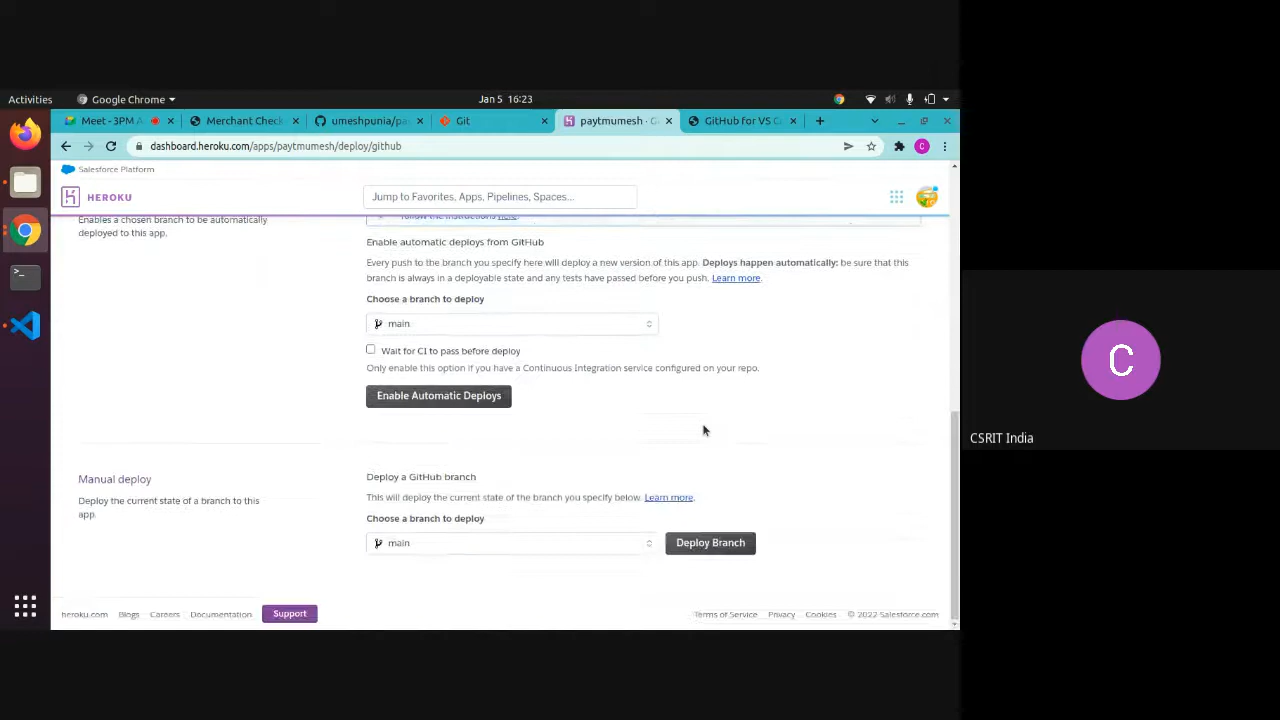 Activities
Google Chrome
Jan 5 16:23
Meet - 3PM A
Merchant Check
umeshpunia/pa
Git
paytmumesh · G
GitHub for VS C
dashboard.heroku.com/apps/paytmumesh/deploy/github
C
Salesforce Platform
HEROKU
Jump to Favorites, Apps, Pipelines, Spaces...
Enables a chosen branch to be automatically
deployed to this app.
follow the instructions here.
Enable automatic deploys from GitHub
Every push to the branch you specify here will deploy a new version of this app. Deploys happen automatically: be sure that this
branch is always in a deployable state and any tests have passed before you push. Learn more.
Choose a branch to deploy
main
Wait for CI to pass before deploy
Only enable this option if you have a Continuous Integration service configured on your repo.
Enable Automatic Deploys
Manual deploy
Deploy the current state of a branch to this
app.
Deploy a GitHub branch
This will deploy the current state of the branch you specify below. Learn more.
Choose a branch to deploy
main
Deploy Branch
heroku.com
Blogs
Careers
Documentation
Support
Terms of Service
Privacy
Cookies
© 2022 Salesforce.com
C
CSRIT India